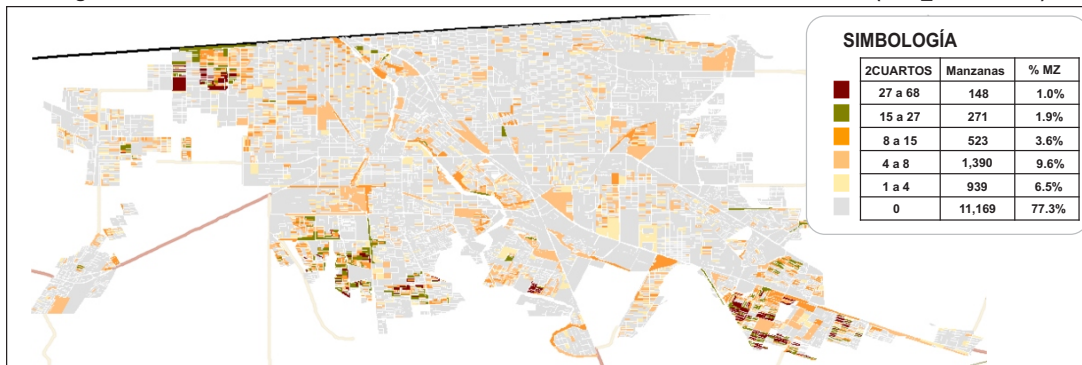 SIMBOLOGÍA
2CUARTOS Manzanas % MZ
27 a 68 148 1.0%
15 a 27 271 1.9%
8 a 15 523 3.6%
4 a 8 1,390 9.6%
1 a 4 939 6.5%
0 11,169 77.3%